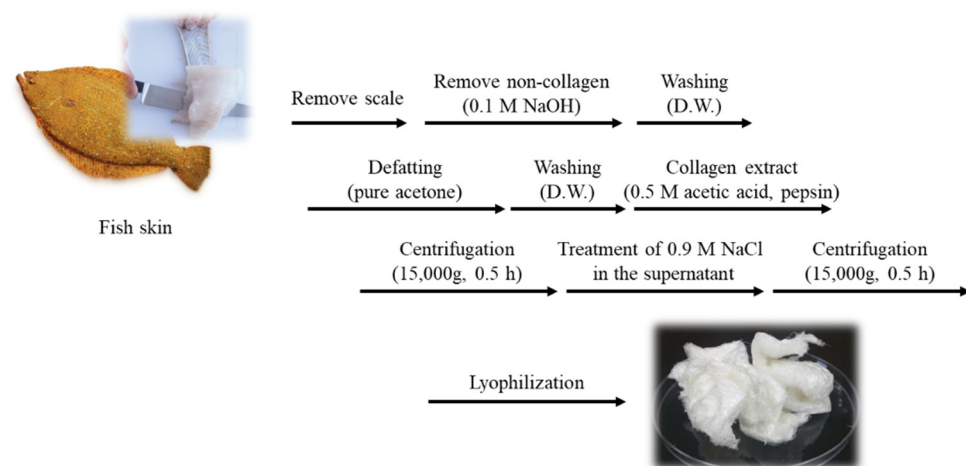 Remove scale
Remove non-collagen
(0.1 M NaOH)
Washing
(D.W.)
Defatting
(pure acetone)
Washing
(D.W.)
Collagen extract
(0.5 M acetic acid, pepsin)
Fish skin
Centrifugation
(15,000g, 0.5 h)
Treatment of 0.9 M NaCl
in the supernatant
Centrifugation
(15,000g, 0.5 h)
Lyophilization